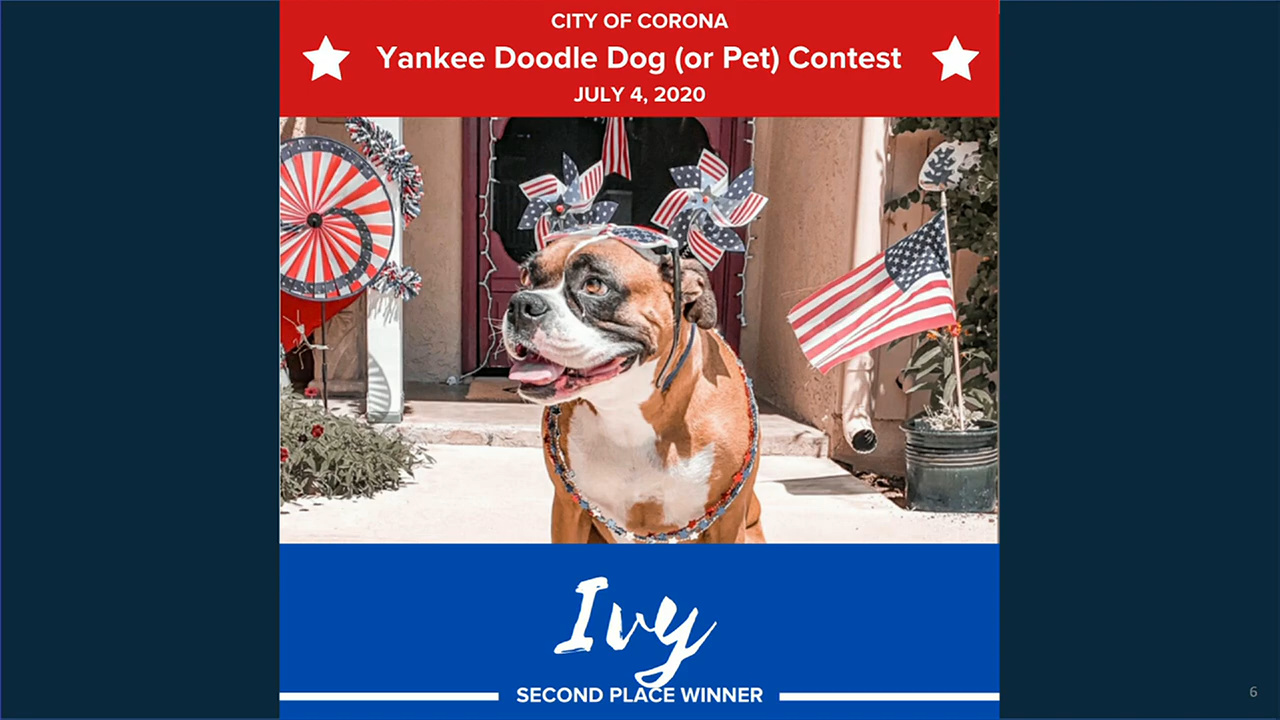 CITY OF CORONA
Yankee Doodle Dog (or Pet) Contest
JULY 4, 2020
Ivy
SECOND PLACE WINNER
6